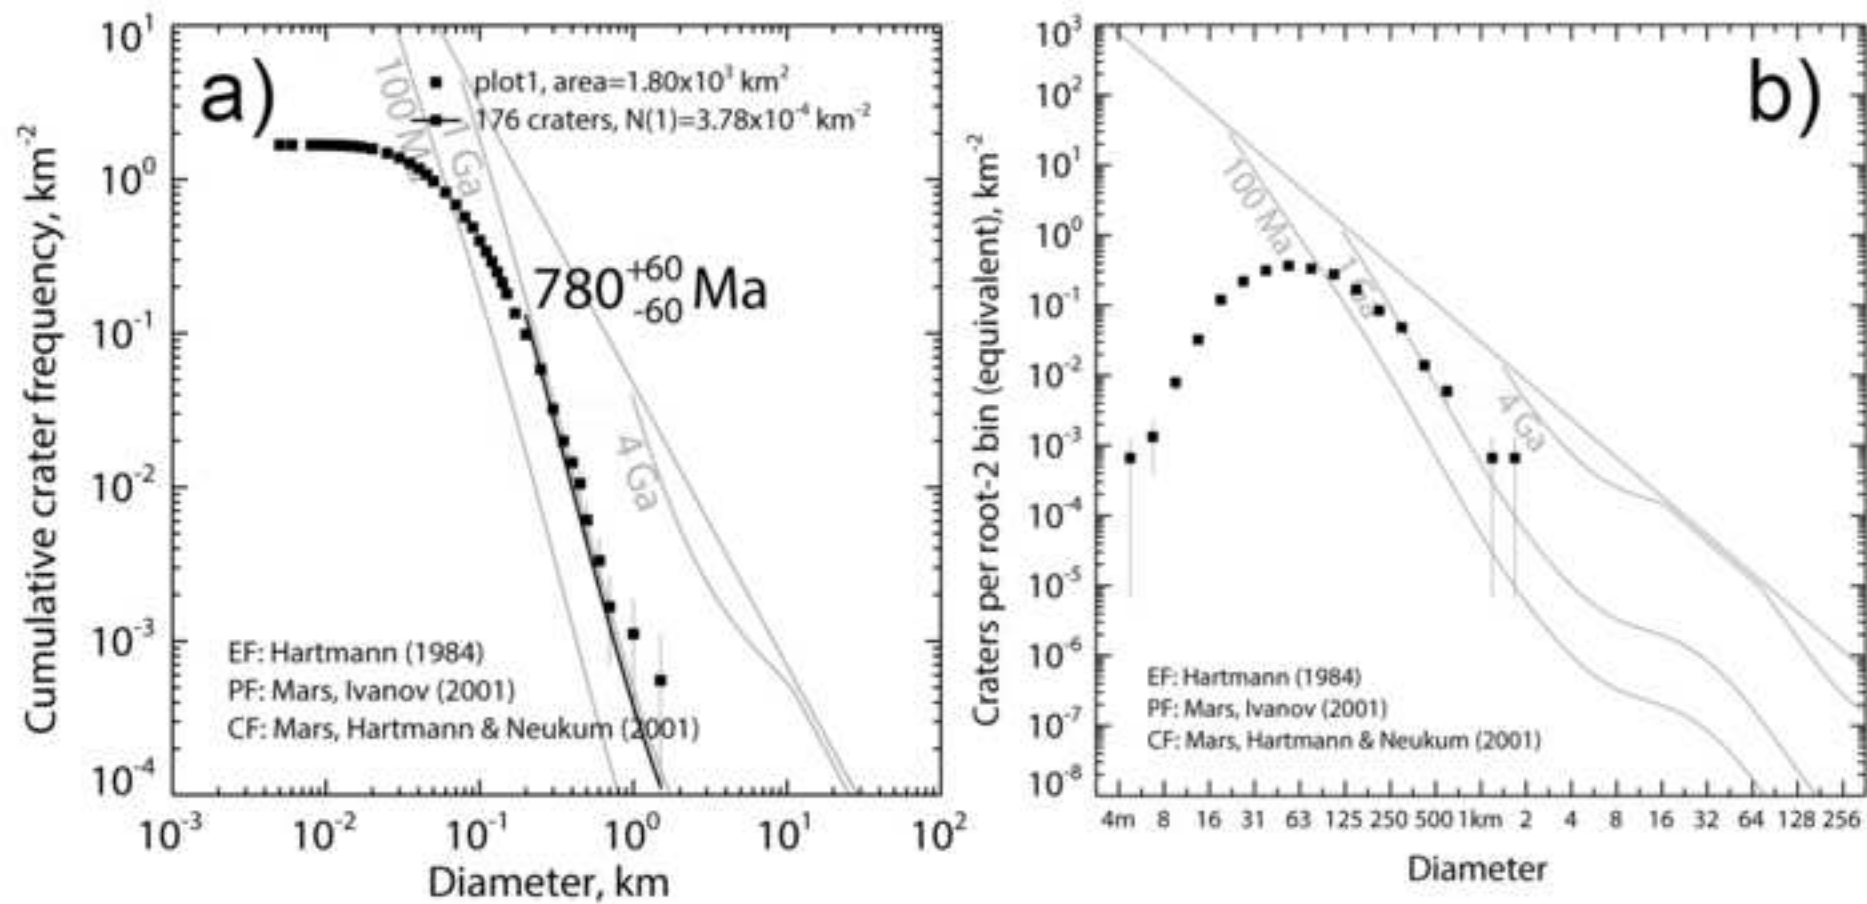 a)
plot1, area=1.80x10³ km²
176 craters, N(1)=3.78x10⁻⁴ km⁻²
100 Ma
1 Ga
4 Ga
780 +60 -60 Ma
EF: Hartmann (1984)
PF: Mars, Ivanov (2001)
CF: Mars, Hartmann & Neukum (2001)
Cumulative crater frequency, km⁻²
10¹
10⁰
10⁻¹
10⁻²
10⁻³
10⁻⁴
10⁻³ 10⁻² 10⁻¹ 10⁰ 10¹ 10²
Diameter, km
b)
100 Ma
1 Ga
4 Ga
EF: Hartmann (1984)
PF: Mars, Ivanov (2001)
CF: Mars, Hartmann & Neukum (2001)
Craters per root-2 bin (equivalent), km⁻²
10³
10²
10¹
10⁰
10⁻¹
10⁻²
10⁻³
10⁻⁴
10⁻⁵
10⁻⁶
10⁻⁷
10⁻⁸
4m 8 16 31 63 125 250 500 1km 2 4 8 16 32 64 128 256
Diameter